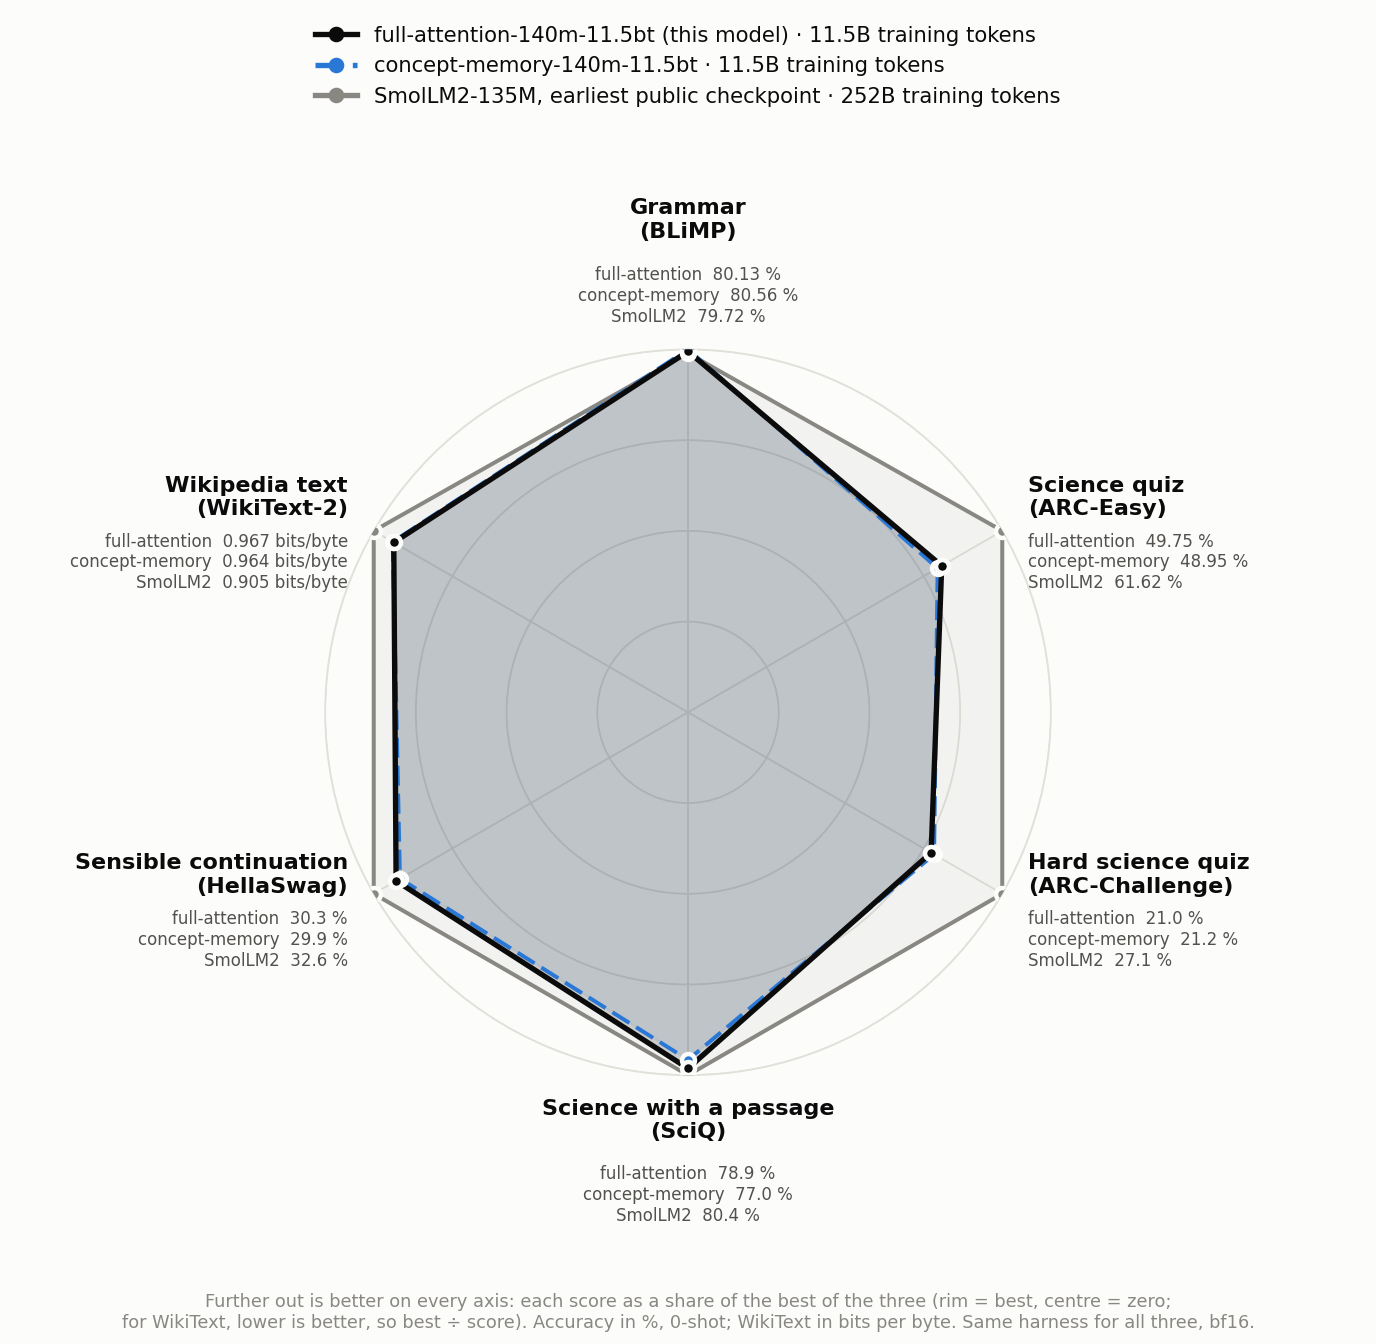 full-attention-140m-11.5bt (this model) · 11.5B training tokens
concept-memory-140m-11.5bt · 11.5B training tokens
SmolLM2-135M, earliest public checkpoint · 252B training tokens
Grammar
(BLiMP)
full-attention 80.13 %
concept-memory 80.56 %
SmolLM2 79.72 %
Wikipedia text
(WikiText-2)
full-attention 0.967 bits/byte
concept-memory 0.964 bits/byte
SmolLM2 0.905 bits/byte
Science quiz
(ARC-Easy)
full-attention 49.75 %
concept-memory 48.95 %
SmolLM2 61.62 %
Sensible continuation
(HellaSwag)
full-attention 30.3 %
concept-memory 29.9 %
SmolLM2 32.6 %
Hard science quiz
(ARC-Challenge)
full-attention 21.0 %
concept-memory 21.2 %
SmolLM2 27.1 %
Science with a passage
(SciQ)
full-attention 78.9 %
concept-memory 77.0 %
SmolLM2 80.4 %
Further out is better on every axis: each score as a share of the best of the three (rim = best, centre = zero;
for WikiText, lower is better, so best ÷ score). Accuracy in %, 0-shot; WikiText in bits per byte. Same harness for all three, bf16.